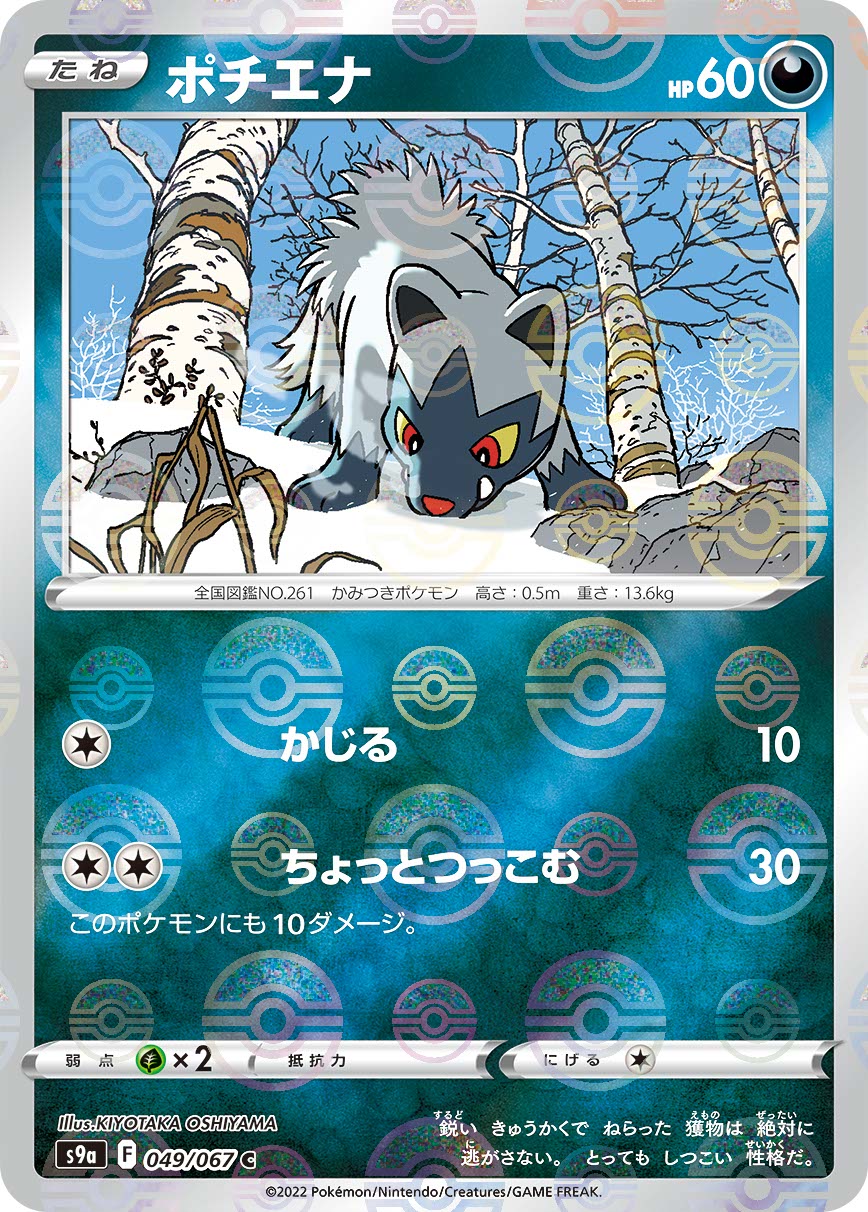 たね ポチエナ HP60
全国図鑑NO.261 かみつきポケモン 高さ:0.5m 重さ:13.6kg
かじる 10
ちょっとつっこむ 30
このポケモンにも10ダメージ。
弱点 ×2 抵抗力 にげる
Illus.KIYOTAKA OSHIYAMA
s9a F 049/067 C
鋭い きゅうかくで ねらった 獲物は 絶対に
逃がさない。 とっても しつこい 性格だ。
©2022 Pokémon/Nintendo/Creatures/GAME FREAK.